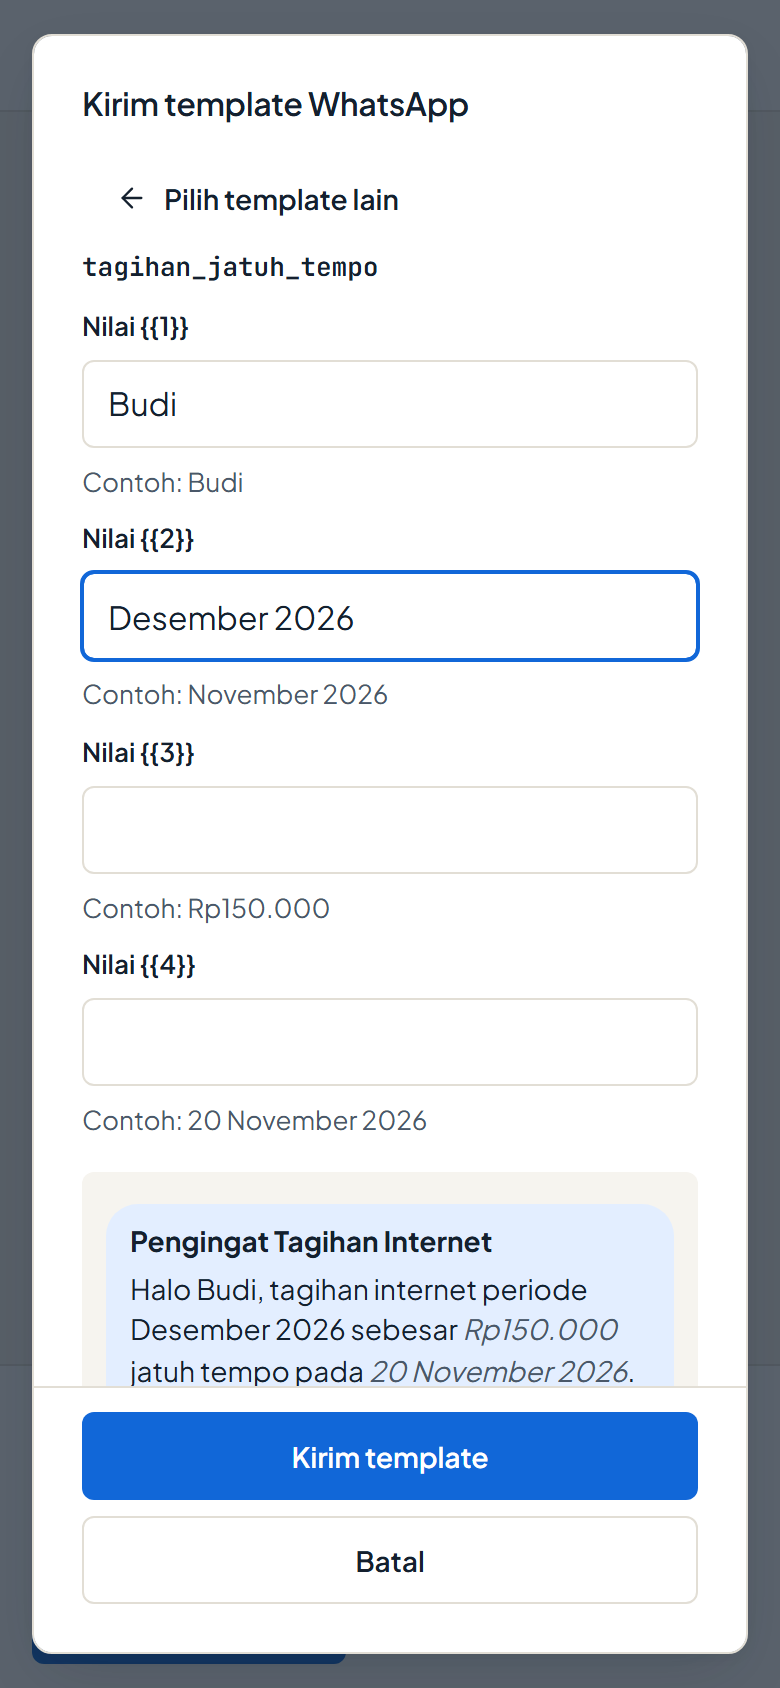 Kirim template WhatsApp
← Pilih template lain
tagihan_jatuh_tempo
Nilai {{1}}
Budi
Contoh: Budi
Nilai {{2}}
Desember 2026
Contoh: November 2026
Nilai {{3}}
Contoh: Rp150.000
Nilai {{4}}
Contoh: 20 November 2026
Pengingat Tagihan Internet
Halo Budi, tagihan internet periode
Desember 2026 sebesar Rp150.000
jatuh tempo pada 20 November 2026.
Kirim template
Batal